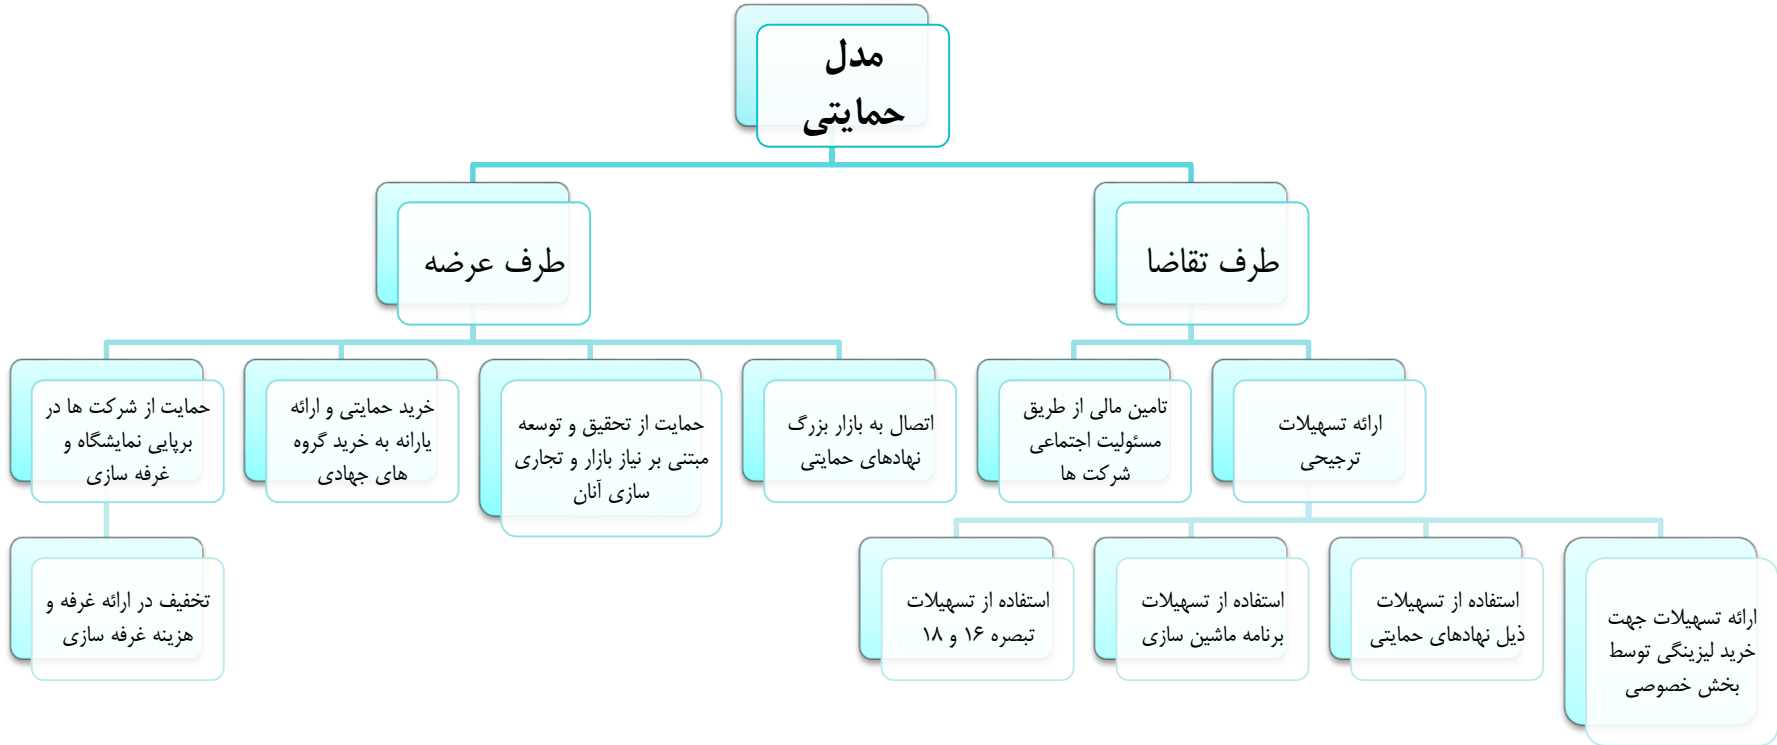 مدل
حمایتی
طرف تقاضا
طرف عرضه
ارائه تسهیلات
ترجیحی
تامین مالی از طریق
مسئولیت اجتماعی
شرکت ها
اتصال به بازار بزرگ
نهادهای حمایتی
حمایت از تحقیق و توسعه
مبتنی بر نیاز بازار و تجاری
سازی آنان
خرید حمایتی و ارائه
یارانه به خرید گروه
های جهادی
حمایت از شرکت ها در
برپایی نمایشگاه و
غرفه سازی
ارائه تسهیلات جهت
خرید لیزینگی توسط
بخش خصوصی
استفاده از تسهیلات
ذیل نهادهای حمایتی
استفاده از تسهیلات
برنامه ماشین سازی
استفاده از تسهیلات
تبصره ۱۶ و ۱۸
تخفیف در ارائه غرفه و
هزینه غرفه سازی